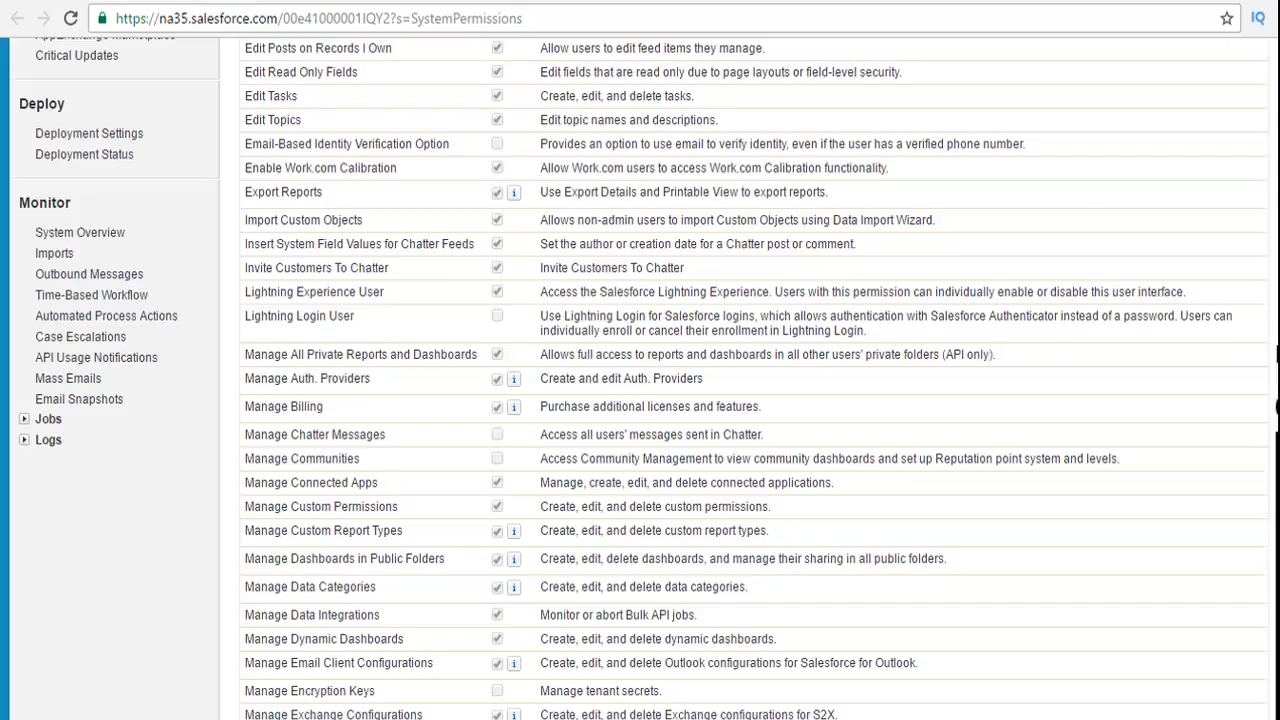 https://na35.salesforce.com/00e41000001IQY2?s=SystemPermissions
IQ
AppExchange Marketplace
Critical Updates
Deploy
Deployment Settings
Deployment Status
Monitor
System Overview
Imports
Outbound Messages
Time-Based Workflow
Automated Process Actions
Case Escalations
API Usage Notifications
Mass Emails
Email Snapshots
Jobs
Logs
Edit Posts on Records I Own Allow users to edit feed items they manage.
Edit Read Only Fields Edit fields that are read only due to page layouts or field-level security.
Edit Tasks Create, edit, and delete tasks.
Edit Topics Edit topic names and descriptions.
Email-Based Identity Verification Option Provides an option to use email to verify identity, even if the user has a verified phone number.
Enable Work.com Calibration Allow Work.com users to access Work.com Calibration functionality.
Export Reports i Use Export Details and Printable View to export reports.
Import Custom Objects Allows non-admin users to import Custom Objects using Data Import Wizard.
Insert System Field Values for Chatter Feeds Set the author or creation date for a Chatter post or comment.
Invite Customers To Chatter Invite Customers To Chatter
Lightning Experience User Access the Salesforce Lightning Experience. Users with this permission can individually enable or disable this user interface.
Lightning Login User Use Lightning Login for Salesforce logins, which allows authentication with Salesforce Authenticator instead of a password. Users can
individually enroll or cancel their enrollment in Lightning Login.
Manage All Private Reports and Dashboards Allows full access to reports and dashboards in all other users' private folders (API only).
Manage Auth. Providers i Create and edit Auth. Providers
Manage Billing i Purchase additional licenses and features.
Manage Chatter Messages Access all users' messages sent in Chatter.
Manage Communities Access Community Management to view community dashboards and set up Reputation point system and levels.
Manage Connected Apps Manage, create, edit, and delete connected applications.
Manage Custom Permissions Create, edit, and delete custom permissions.
Manage Custom Report Types i Create, edit, and delete custom report types.
Manage Dashboards in Public Folders i Create, edit, delete dashboards, and manage their sharing in all public folders.
Manage Data Categories i Create, edit, and delete data categories.
Manage Data Integrations Monitor or abort Bulk API jobs.
Manage Dynamic Dashboards Create, edit, and delete dynamic dashboards.
Manage Email Client Configurations i Create, edit, and delete Outlook configurations for Salesforce for Outlook.
Manage Encryption Keys Manage tenant secrets.
Manage Exchange Configurations i Create, edit, and delete Exchange configurations for S2X.